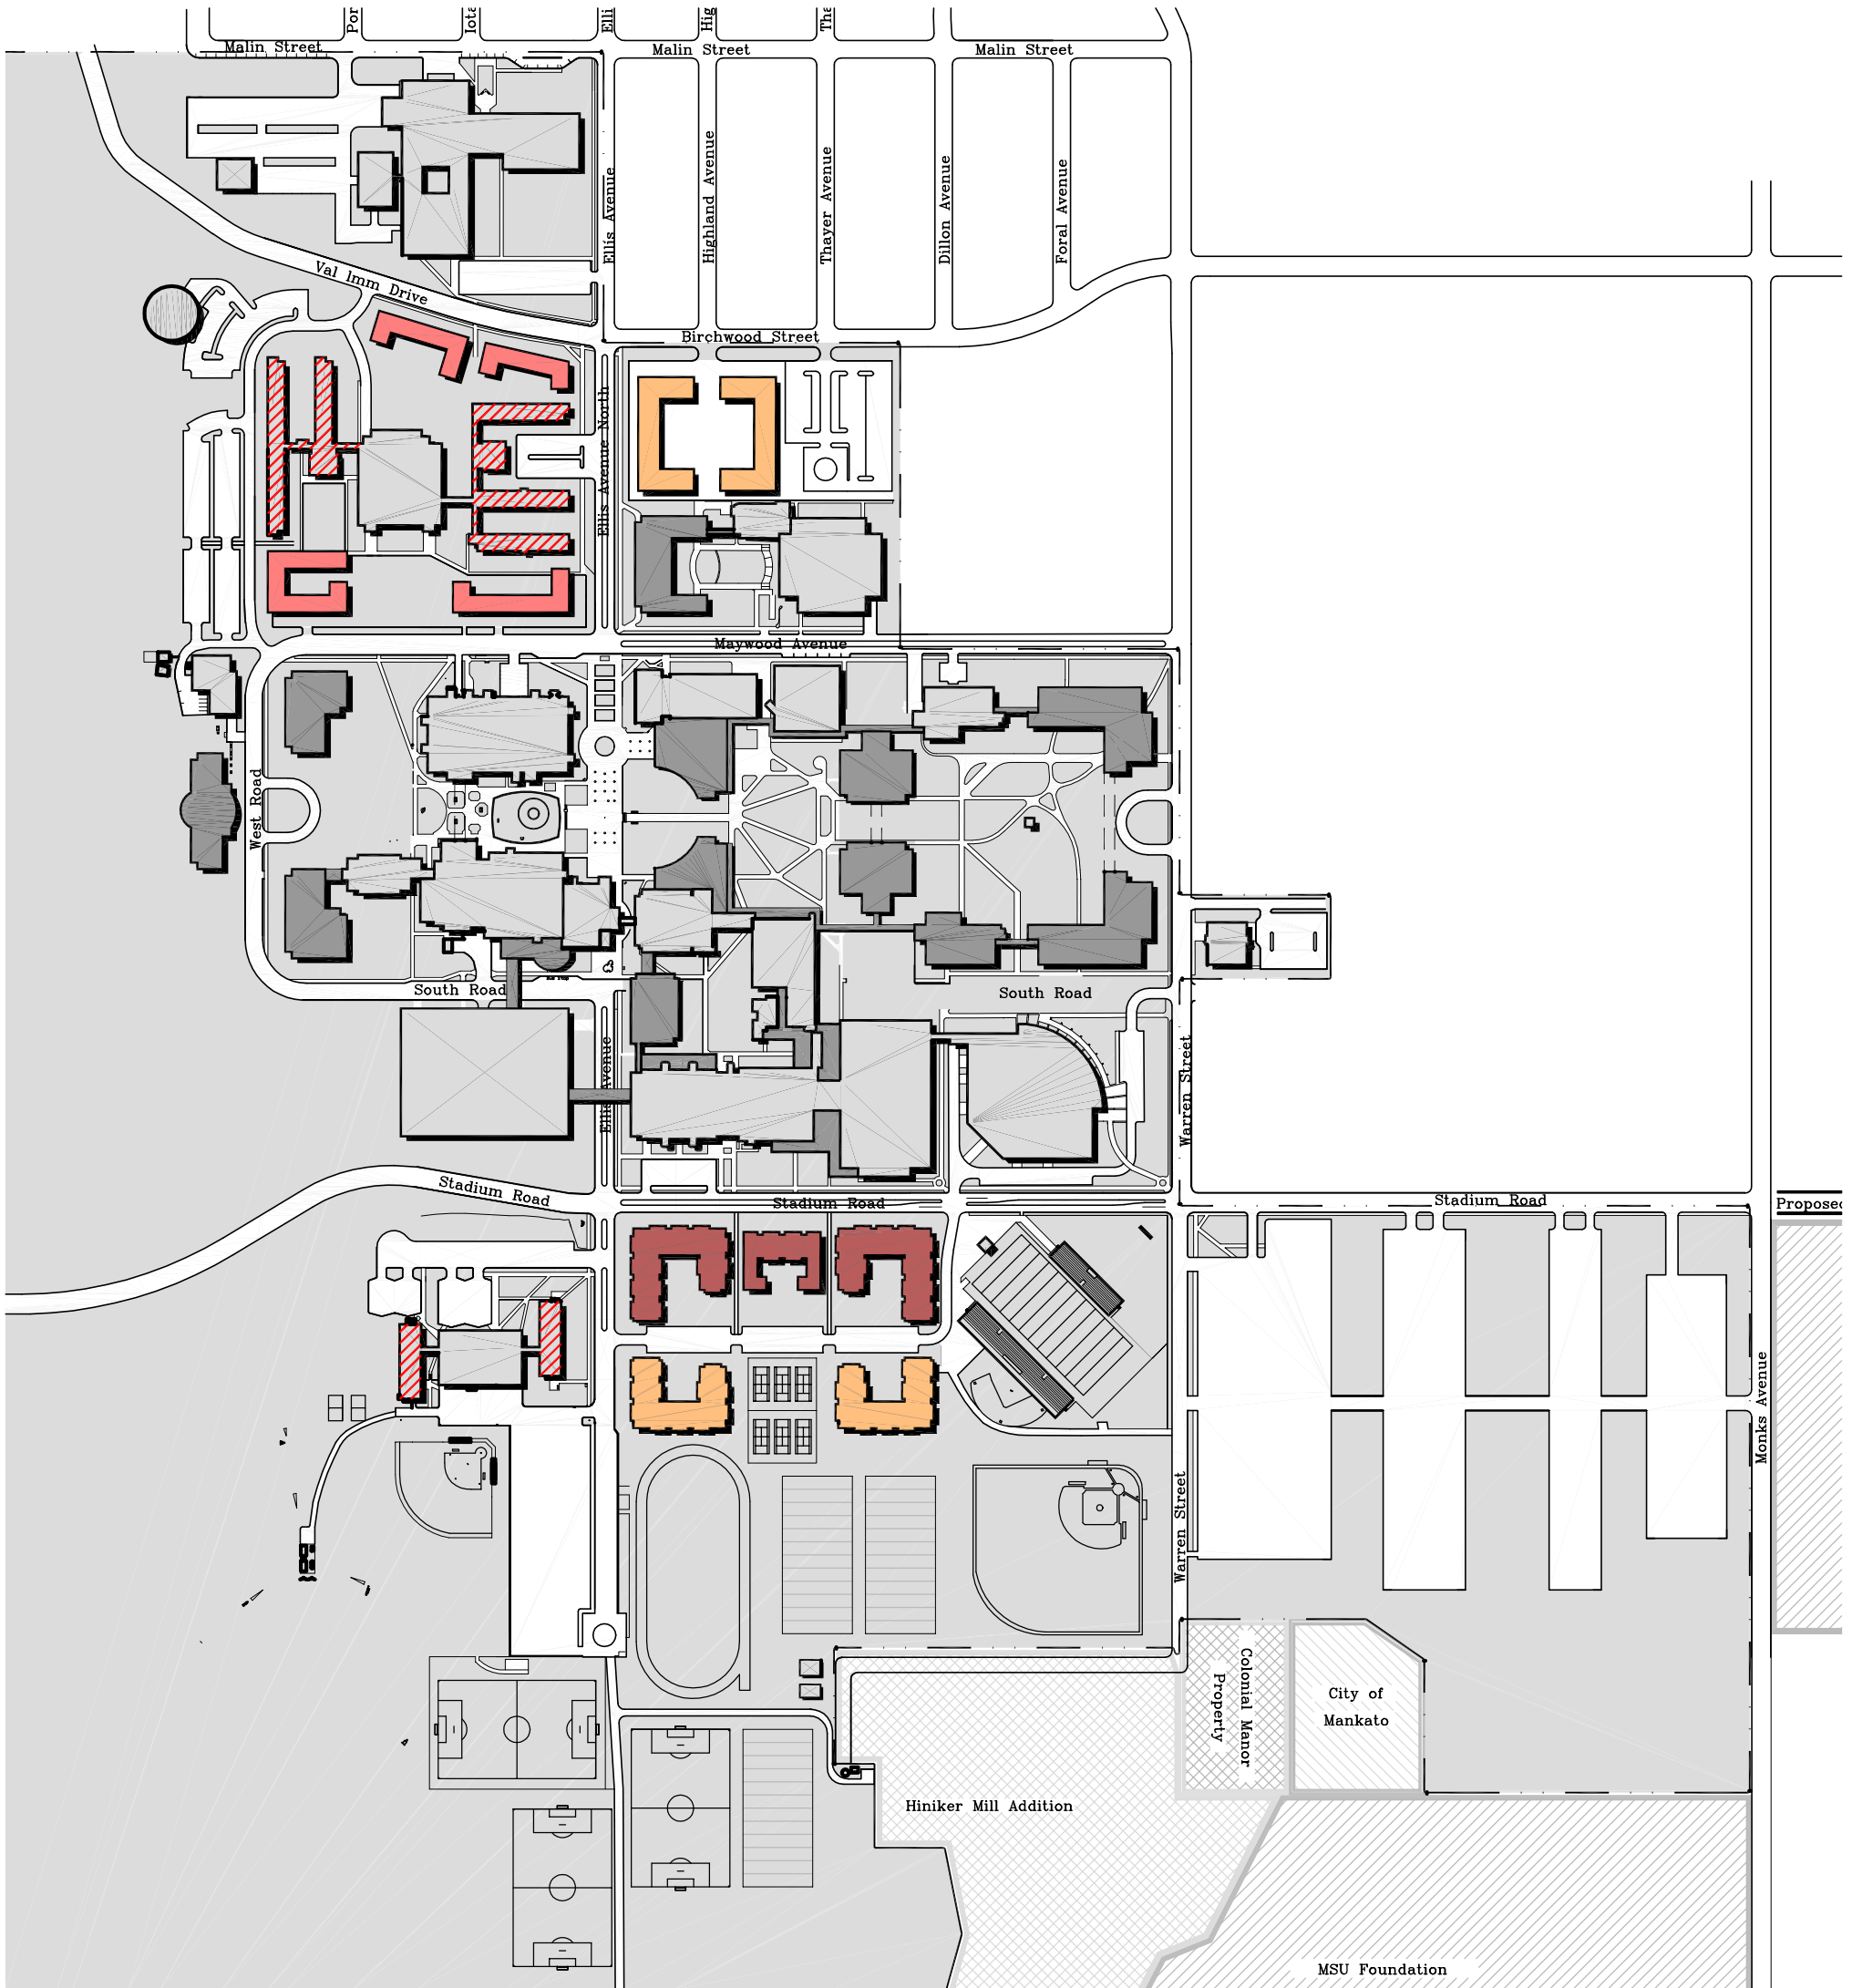 Malin Street
Malin Street
Malin Street
Ellis Avenue
Highland Avenue
Thayer Avenue
Dillon Avenue
Foral Avenue
Val Imm Drive
Birchwood Street
Ellis Avenue North
Maywood Avenue
West Road
South Road
South Road
Ellis Avenue
Warren Street
Stadium Road
Stadium Road
Stadium Road
Proposed
Monks Avenue
Warren Street
Colonial Manor
Property
City of
Mankato
Hiniker Mill Addition
MSU Foundation